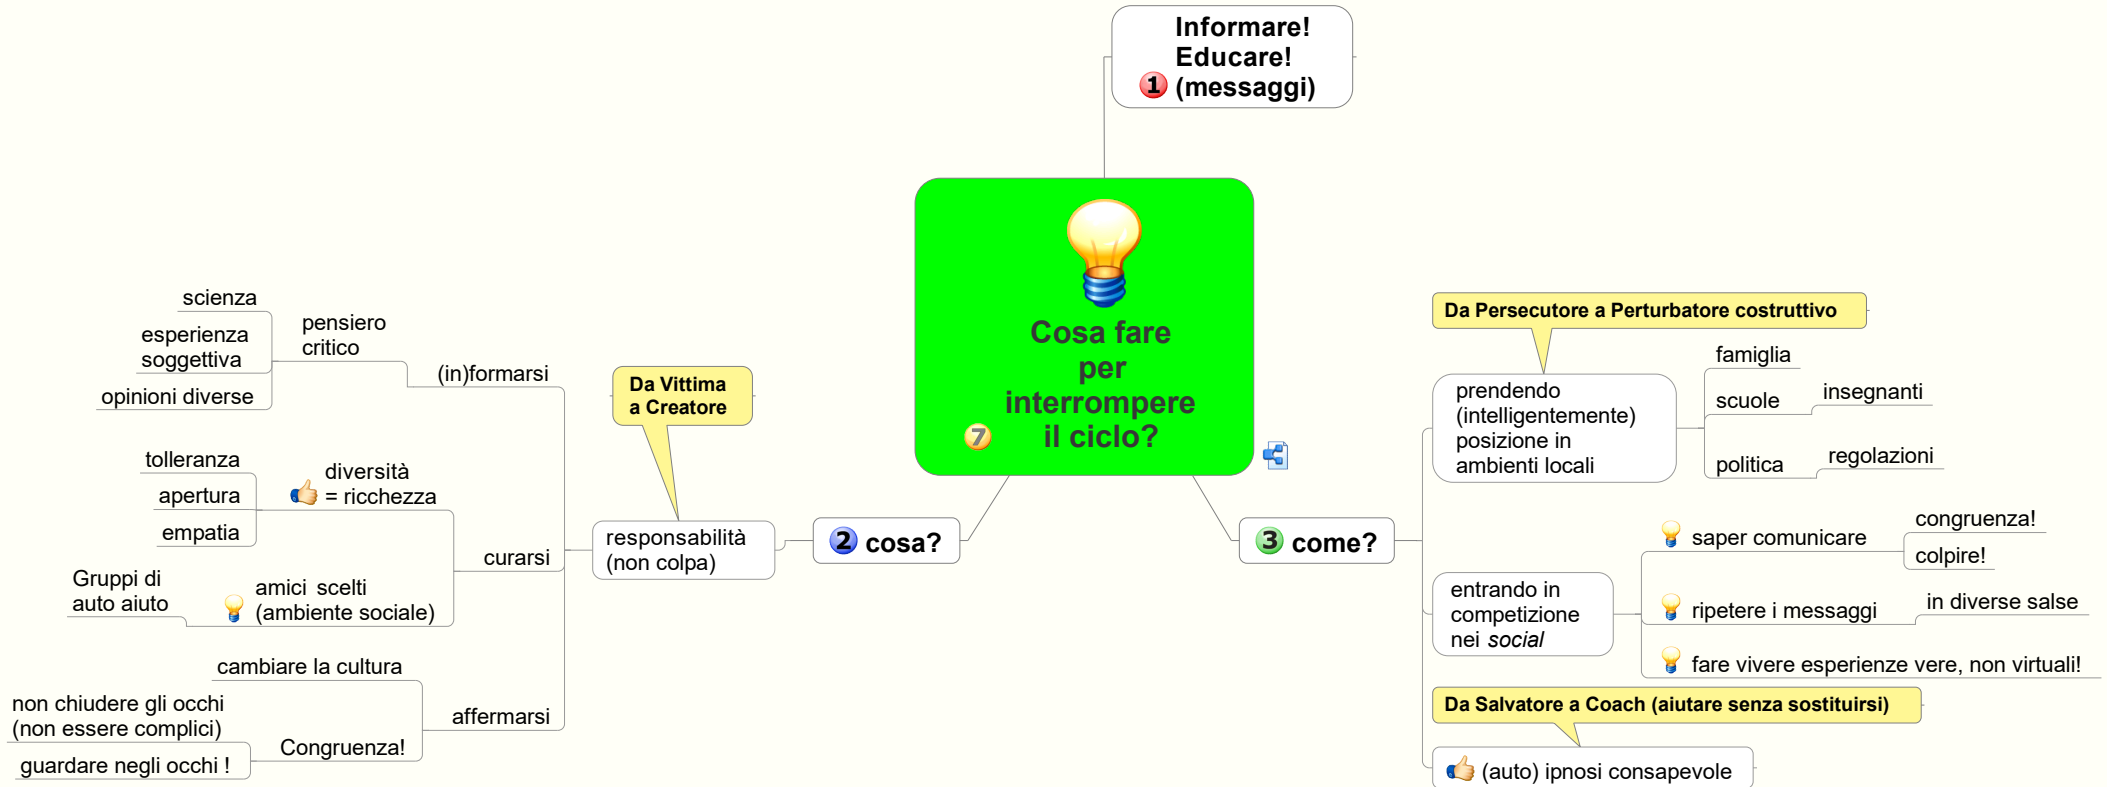 Informare!
Educare!
1 (messaggi)
Cosa fare
per
interrompere
7 il ciclo?
2 cosa?
Da Vittima
a Creatore
responsabilità
(non colpa)
(in)formarsi
pensiero
critico
scienza
esperienza
soggettiva
opinioni diverse
curarsi
diversità
= ricchezza
tolleranza
apertura
empatia
amici scelti
(ambiente sociale)
Gruppi di
auto aiuto
affermarsi
cambiare la cultura
Congruenza!
non chiudere gli occhi
(non essere complici)
guardare negli occhi !
3 come?
Da Persecutore a Perturbatore costruttivo
prendendo
(intelligentemente)
posizione in
ambienti locali
famiglia
scuole
insegnanti
politica
regolazioni
entrando in
competizione
nei social
saper comunicare
congruenza!
colpire!
ripetere i messaggi
in diverse salse
fare vivere esperienze vere, non virtuali!
Da Salvatore a Coach (aiutare senza sostituirsi)
(auto) ipnosi consapevole